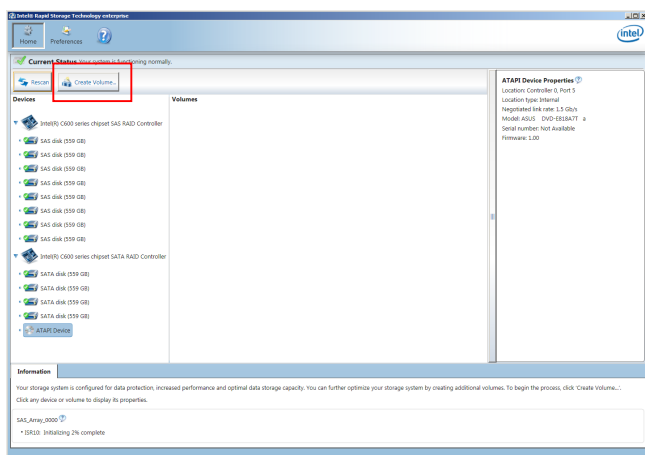 Intel® Rapid Storage Technology enterprise
Home
Preferences
intel
Current Status Your system is functioning normally.
Rescan
Create Volume...
Devices
Volumes
Intel(R) C600 series chipset SAS RAID Controller
SAS disk (559 GB)
SAS disk (559 GB)
SAS disk (559 GB)
SAS disk (559 GB)
SAS disk (559 GB)
SAS disk (559 GB)
SAS disk (559 GB)
SAS disk (559 GB)
Intel(R) C600 series chipset SATA RAID Controller
SATA disk (559 GB)
SATA disk (559 GB)
SATA disk (559 GB)
SATA disk (559 GB)
ATAPI Device
ATAPI Device Properties
Location: Controller 0, Port 5
Location type: Internal
Negotiated link rate: 1.5 Gb/s
Model: ASUS DVD-E818A7T a
Serial number: Not Available
Firmware: 1.00
Information
Your storage system is configured for data protection, increased performance and optimal data storage capacity. You can further optimize your storage system by creating additional volumes. To begin the process, click 'Create Volume...'.
Click any device or volume to display its properties.
SAS_Array_0000
• ISR10: Initializing 2% complete